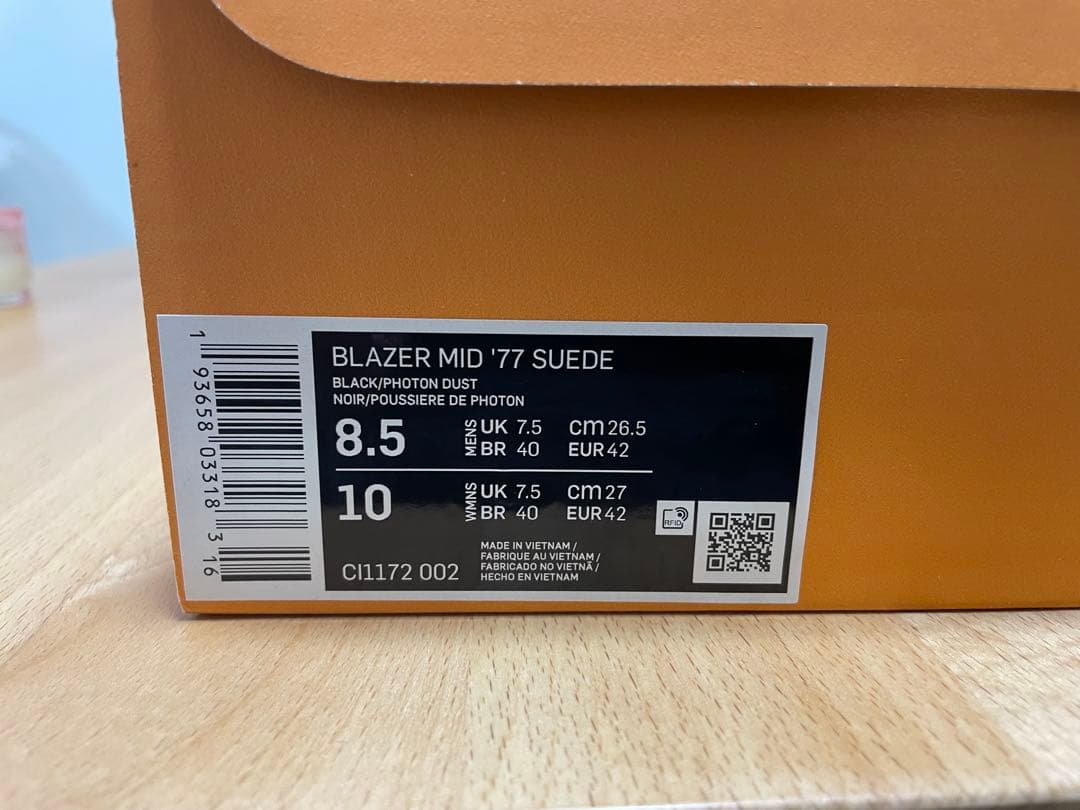 BLAZER MID '77 SUEDE
BLACK/PHOTON DUST
NOIR/POUSSIERE DE PHOTON
8.5 MENS UK 7.5 cm 26.5
BR 40 EUR 42
10 WMNS UK 7.5 cm 27
BR 40 EUR 42
RFID
MADE IN VIETNAM /
FABRIQUE AU VIETNAM /
FABRICADO NO VIETNÃ /
HECHO EN VIETNAM
CI1172 002
1 93658 03318 3 16